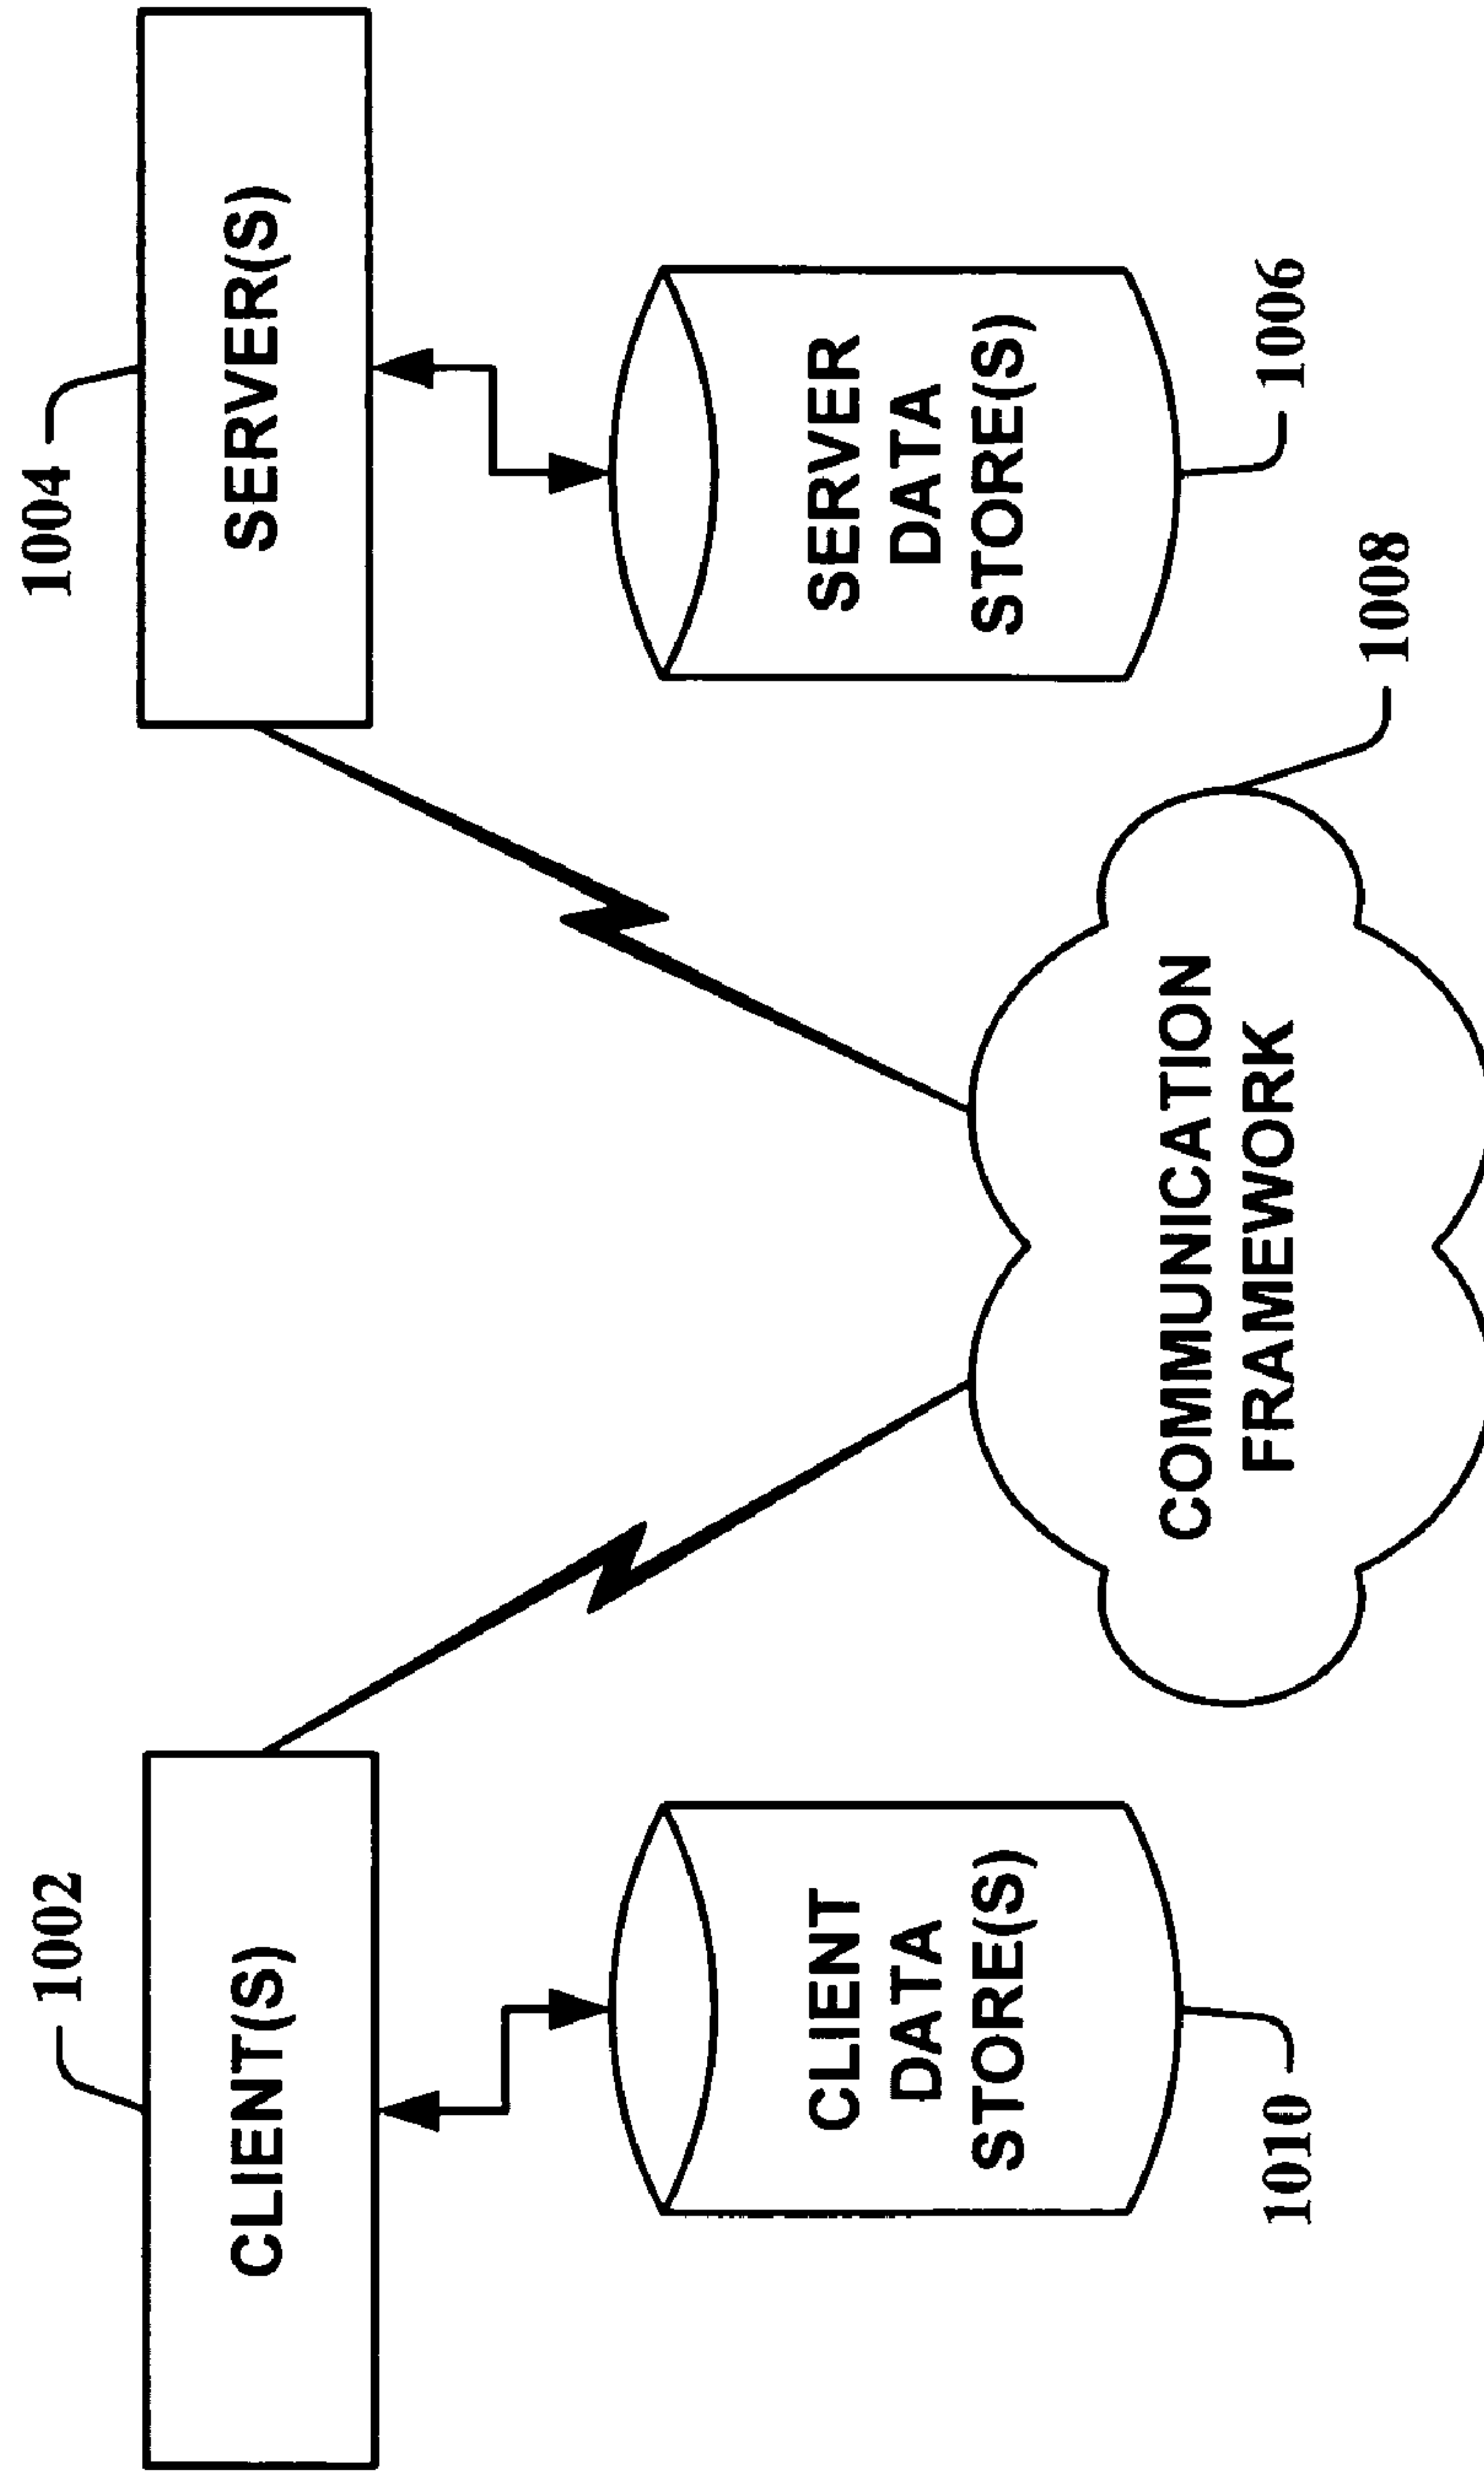 1002
1004
CLIENT(S)
SERVER(S)
CLIENT
DATA
STORE(S)
SERVER
DATA
STORE(S)
COMMUNICATION
FRAMEWORK
1010
1006
1008